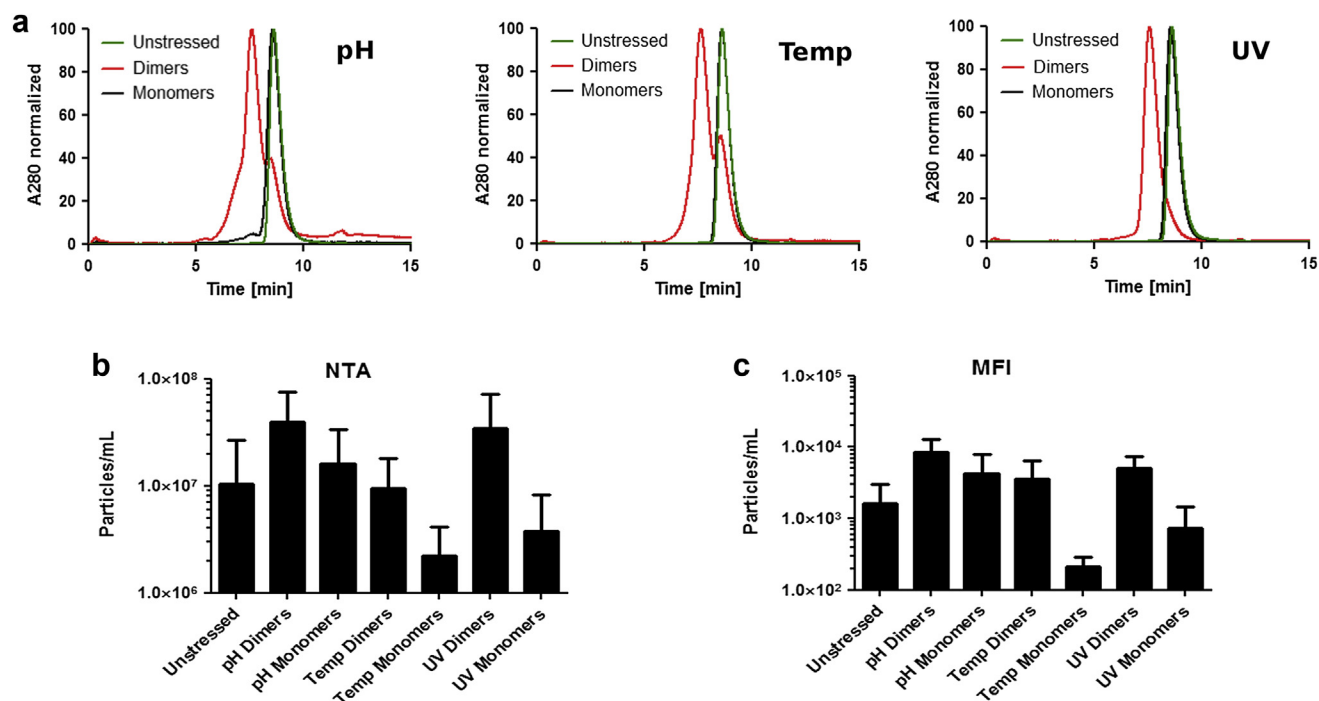 a
100
80
60
40
20
0
A280 normalized
Unstressed
Dimers
Monomers
pH
0 5 10 15
Time [min]
100
80
60
40
20
0
A280 normalized
Unstressed
Dimers
Monomers
Temp
0 5 10 15
Time [min]
100
80
60
40
20
0
A280 normalized
Unstressed
Dimers
Monomers
UV
0 5 10 15
Time [min]
b
NTA
1.0×10⁸
1.0×10⁷
1.0×10⁶
Particles/mL
Unstressed
pH Dimers
pH Monomers
Temp Dimers
Temp Monomers
UV Dimers
UV Monomers
c
MFI
1.0×10⁵
1.0×10⁴
1.0×10³
1.0×10²
Particles/mL
Unstressed
pH Dimers
pH Monomers
Temp Dimers
Temp Monomers
UV Dimers
UV Monomers